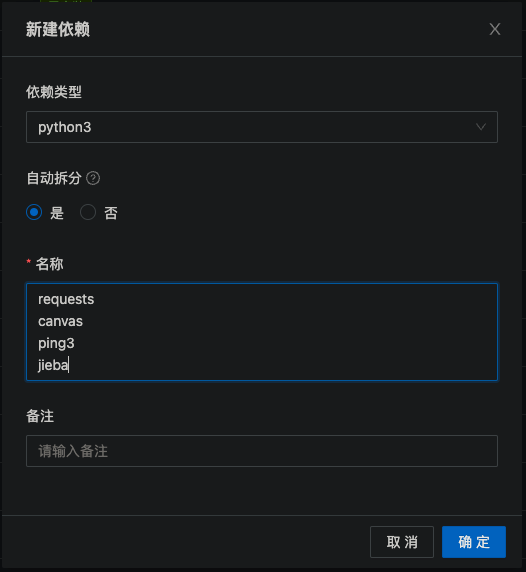 新建依赖
依赖类型
python3
自动拆分
是 否
* 名称
requests
canvas
ping3
jieba
备注
请输入备注
取 消 确 定